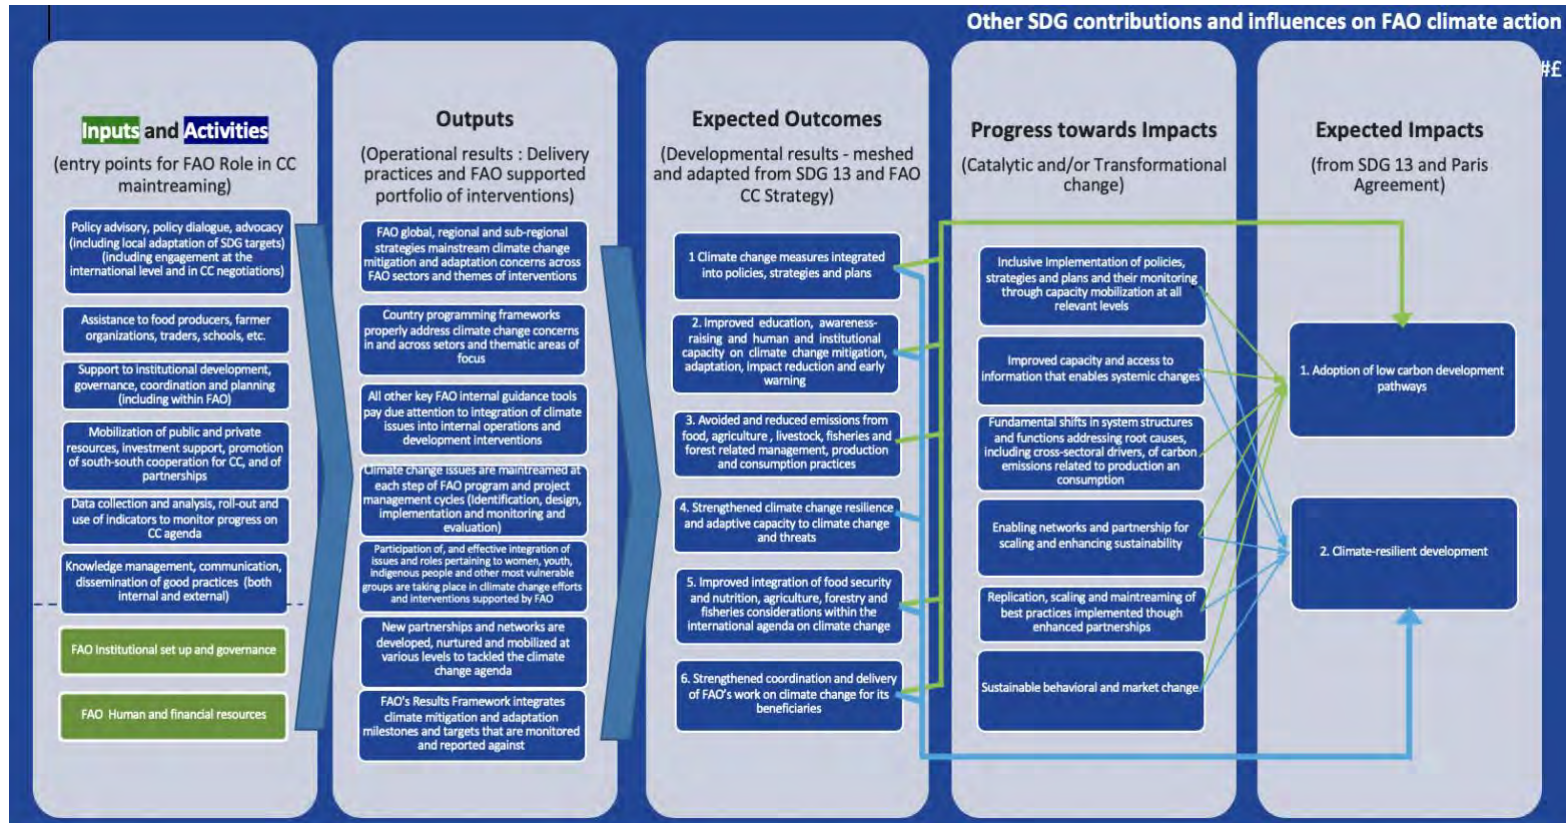 Other SDG contributions and influences on FAO climate action
#£
Inputs and Activities
(entry points for FAO Role in CC
maintreaming)
Policy advisory, policy dialogue, advocacy
(including local adaptation of SDG targets)
(including engagement at the
international level and in CC negotiations)
Assistance to food producers, farmer
organizations, traders, schools, etc.
Support to institutional development,
governance, coordination and planning
(including within FAO)
Mobilization of public and private
resources, investment support, promotion
of south-south cooperation for CC, and of
partnerships
Data collection and analysis, roll-out and
use of indicators to monitor progress on
CC agenda
Knowledge management, communication,
dissemination of good practices (both
internal and external)
FAO Institutional set up and governance
FAO Human and financial resources
Outputs
(Operational results : Delivery
practices and FAO supported
portfolio of interventions)
FAO global, regional and sub-regional
strategies mainstream climate change
mitigation and adaptation concerns across
FAO sectors and themes of interventions
Country programming frameworks
properly address climate change concerns
in and across setors and thematic areas of
focus
All other key FAO internal guidance tools
pay due attention to integration of climate
issues into internal operations and
development interventions
Climate change issues are maintreamed at
each step of FAO program and project
management cycles (Identification, design,
implementation and monitoring and
evaluation)
Participation of, and effective integration of
issues and roles pertaining to women, youth,
indigenous people and other most vulnerable
groups are taking place in climate change efforts
and interventions supported by FAO
New partnerships and networks are
developed, nurtured and mobilized at
various levels to tackled the climate
change agenda
FAO's Results Framework integrates
climate mitigation and adaptation
milestones and targets that are monitored
and reported against
Expected Outcomes
(Developmental results - meshed
and adapted from SDG 13 and FAO
CC Strategy)
1 Climate change measures integrated
into policies, strategies and plans
2. Improved education, awareness-
raising and human and institutional
capacity on climate change mitigation,
adaptation, impact reduction and early
warning
3. Avoided and reduced emissions from
food, agriculture , livestock, fisheries and
forest related management, production
and consumption practices
4. Strengthened climate change resilience
and adaptive capacity to climate change
and threats
5. Improved integration of food security
and nutrition, agriculture, forestry and
fisheries considerations within the
international agenda on climate change
6. Strengthened coordination and delivery
of FAO's work on climate change for its
beneficiaries
Progress towards Impacts
(Catalytic and/or Transformational
change)
Inclusive implementation of policies,
strategies and plans and their monitoring
through capacity mobilization at all
relevant levels
Improved capacity and access to
information that enables systemic changes
Fundamental shifts in system structures
and functions addressing root causes,
including cross-sectoral drivers, of carbon
emissions related to production an
consumption
Enabling networks and partnership for
scaling and enhancing sustainability
Replication, scaling and maintreaming of
best practices implemented though
enhanced partnerships
Sustainable behavioral and market change
Expected Impacts
(from SDG 13 and Paris
Agreement)
1. Adoption of low carbon development
pathways
2. Climate-resilient development